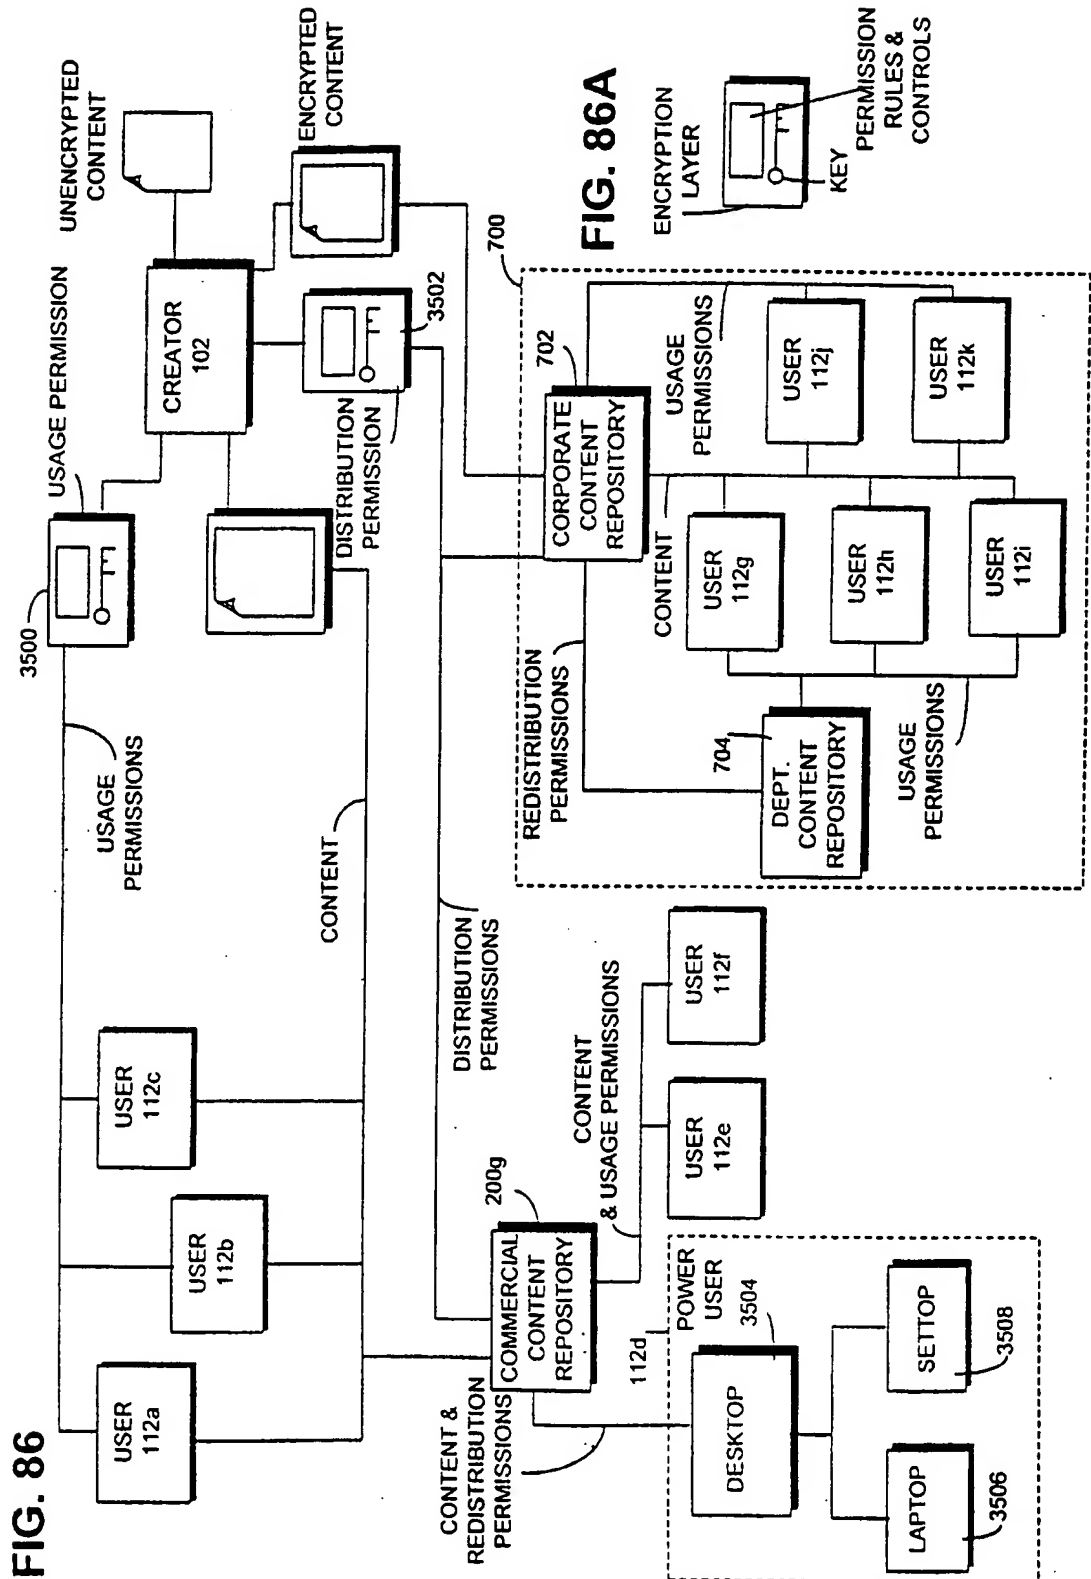 FIG. 86
UNENCRYPTED
CONTENT
USAGE PERMISSION
CREATOR
102
ENCRYPTED
CONTENT
3500
3502
DISTRIBUTION
PERMISSION
USAGE
PERMISSIONS
CONTENT
USER
112a
USER
112b
USER
112c
DISTRIBUTION
PERMISSIONS
FIG. 86A
ENCRYPTION
LAYER
KEY
PERMISSION
RULES &
CONTROLS
COMMERCIAL
CONTENT
REPOSITORY
200g
CONTENT &
REDISTRIBUTION
PERMISSIONS
CONTENT
& USAGE PERMISSIONS
USER
112e
USER
112f
112d
POWER
USER
DESKTOP
3504
LAPTOP
3506
SETTOP
3508
700
CORPORATE
CONTENT
REPOSITORY
702
REDISTRIBUTION
PERMISSIONS
CONTENT
USAGE
PERMISSIONS
DEPT.
CONTENT
REPOSITORY
704
USER
112g
USER
112h
USER
112i
USER
112j
USER
112k
USAGE
PERMISSIONS